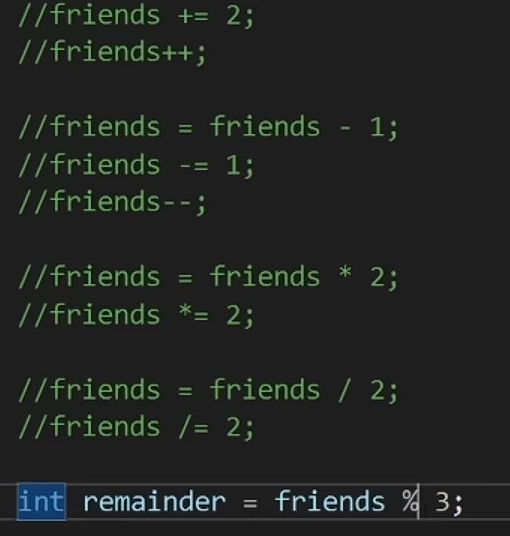 //friends += 2;
//friends++;
//friends = friends - 1;
//friends -= 1;
//friends--;
//friends = friends * 2;
//friends *= 2;
//friends = friends / 2;
//friends /= 2;
int remainder = friends % 3;